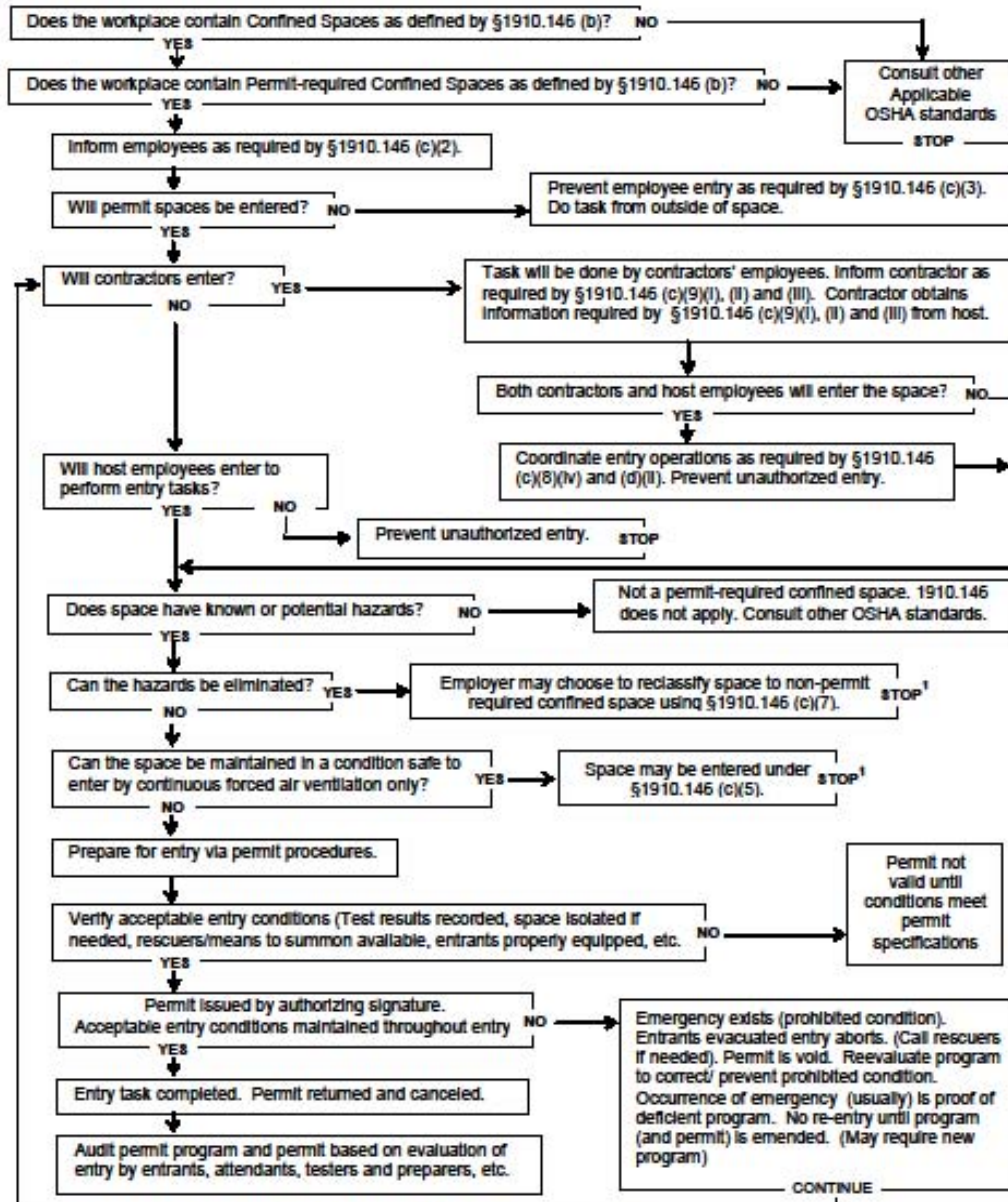 Does the workplace contain Confined Spaces as defined by §1910.146 (b)?
NO
YES
Does the workplace contain Permit-required Confined Spaces as defined by §1910.146 (b)?
NO
YES
Consult other
Applicable
OSHA standards
STOP
Inform employees as required by §1910.146 (c)(2).
Will permit spaces be entered?
NO
YES
Prevent employee entry as required by §1910.146 (c)(3).
Do task from outside of space.
Will contractors enter?
YES
NO
Task will be done by contractors' employees. Inform contractor as
required by §1910.146 (c)(9)(i), (ii) and (iii). Contractor obtains
information required by §1910.146 (c)(9)(i), (ii) and (iii) from host.
Both contractors and host employees will enter the space?
NO
YES
Coordinate entry operations as required by §1910.146
(c)(8)(iv) and (d)(ii). Prevent unauthorized entry.
Will host employees enter to
perform entry tasks?
YES
NO
Prevent unauthorized entry.
STOP
Does space have known or potential hazards?
NO
YES
Not a permit-required confined space. 1910.146
does not apply. Consult other OSHA standards.
Can the hazards be eliminated?
YES
NO
Employer may choose to reclassify space to non-permit
required confined space using §1910.146 (c)(7).
STOP¹
Can the space be maintained in a condition safe to
enter by continuous forced air ventilation only?
YES
NO
Space may be entered under
§1910.146 (c)(5).
STOP¹
Prepare for entry via permit procedures.
Verify acceptable entry conditions (Test results recorded, space isolated if
needed, rescuers/means to summon available, entrants properly equipped, etc.
NO
YES
Permit not
valid until
conditions meet
permit
specifications
Permit issued by authorizing signature.
Acceptable entry conditions maintained throughout entry
NO
YES
Emergency exists (prohibited condition).
Entrants evacuated entry aborts. (Call rescuers
if needed). Permit is void. Reevaluate program
to correct/ prevent prohibited condition.
Occurrence of emergency (usually) is proof of
deficient program. No re-entry until program
(and permit) is emended. (May require new
program)
CONTINUE
Entry task completed. Permit returned and canceled.
Audit permit program and permit based on evaluation of
entry by entrants, attendants, testers and preparers, etc.